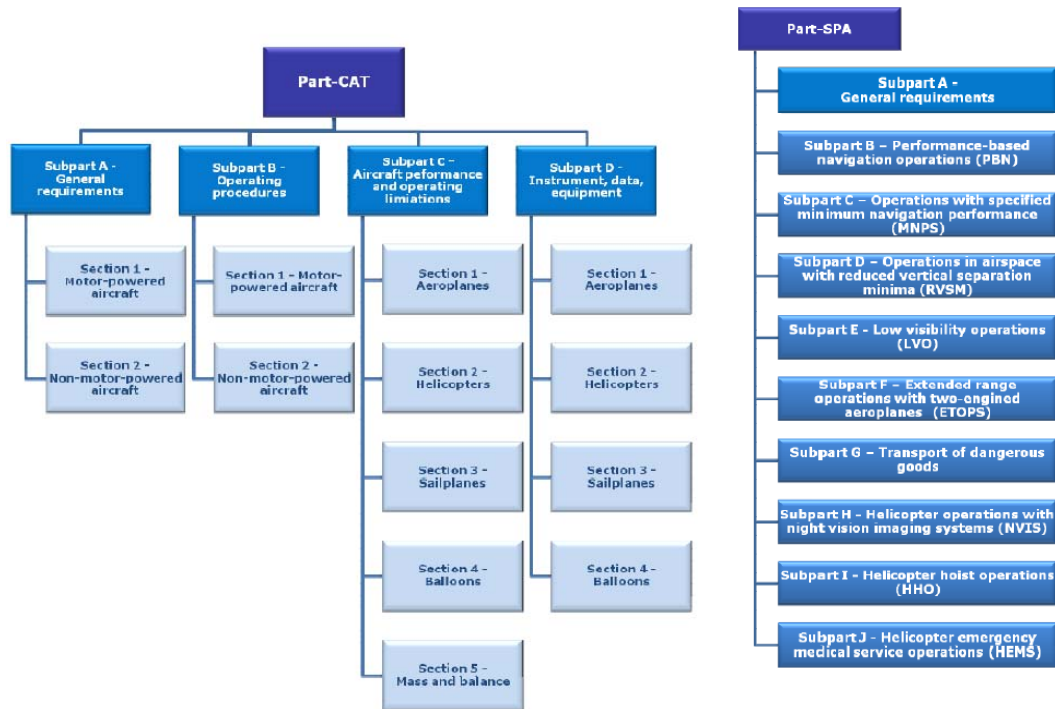 Part-CAT
Subpart A -
General
requirements
Subpart B -
Operating
procedures
Subpart C –
Aircraft peformance
and operating
limiations
Subpart D -
Instrument, data,
equipment
Section 1 -
Motor-powered
aircraft
Section 2 -
Non-motor-powered
aircraft
Section 1 - Motor-
powered aircraft
Section 2 -
Non-motor-powered
aircraft
Section 1 -
Aeroplanes
Section 2 -
Helicopters
Section 3 -
Sailplanes
Section 4 -
Balloons
Section 5 -
Mass and balance
Section 1 -
Aeroplanes
Section 2 -
Helicopters
Section 3 -
Sailplanes
Section 4 -
Balloons
Part-SPA
Subpart A -
General requirements
Subpart B – Performance-based
navigation operations (PBN)
Subpart C – Operations with specified
minimum navigation performance
(MNPS)
Subpart D – Operations in airspace
with reduced vertical separation
minima (RVSM)
Subpart E - Low visibility operations
(LVO)
Subpart F – Extended range
operations with two-engined
aeroplanes (ETOPS)
Subpart G – Transport of dangerous
goods
Subpart H - Helicopter operations with
night vision imaging systems (NVIS)
Subpart I - Helicopter hoist operations
(HHO)
Subpart J - Helicopter emergency
medical service operations (HEMS)